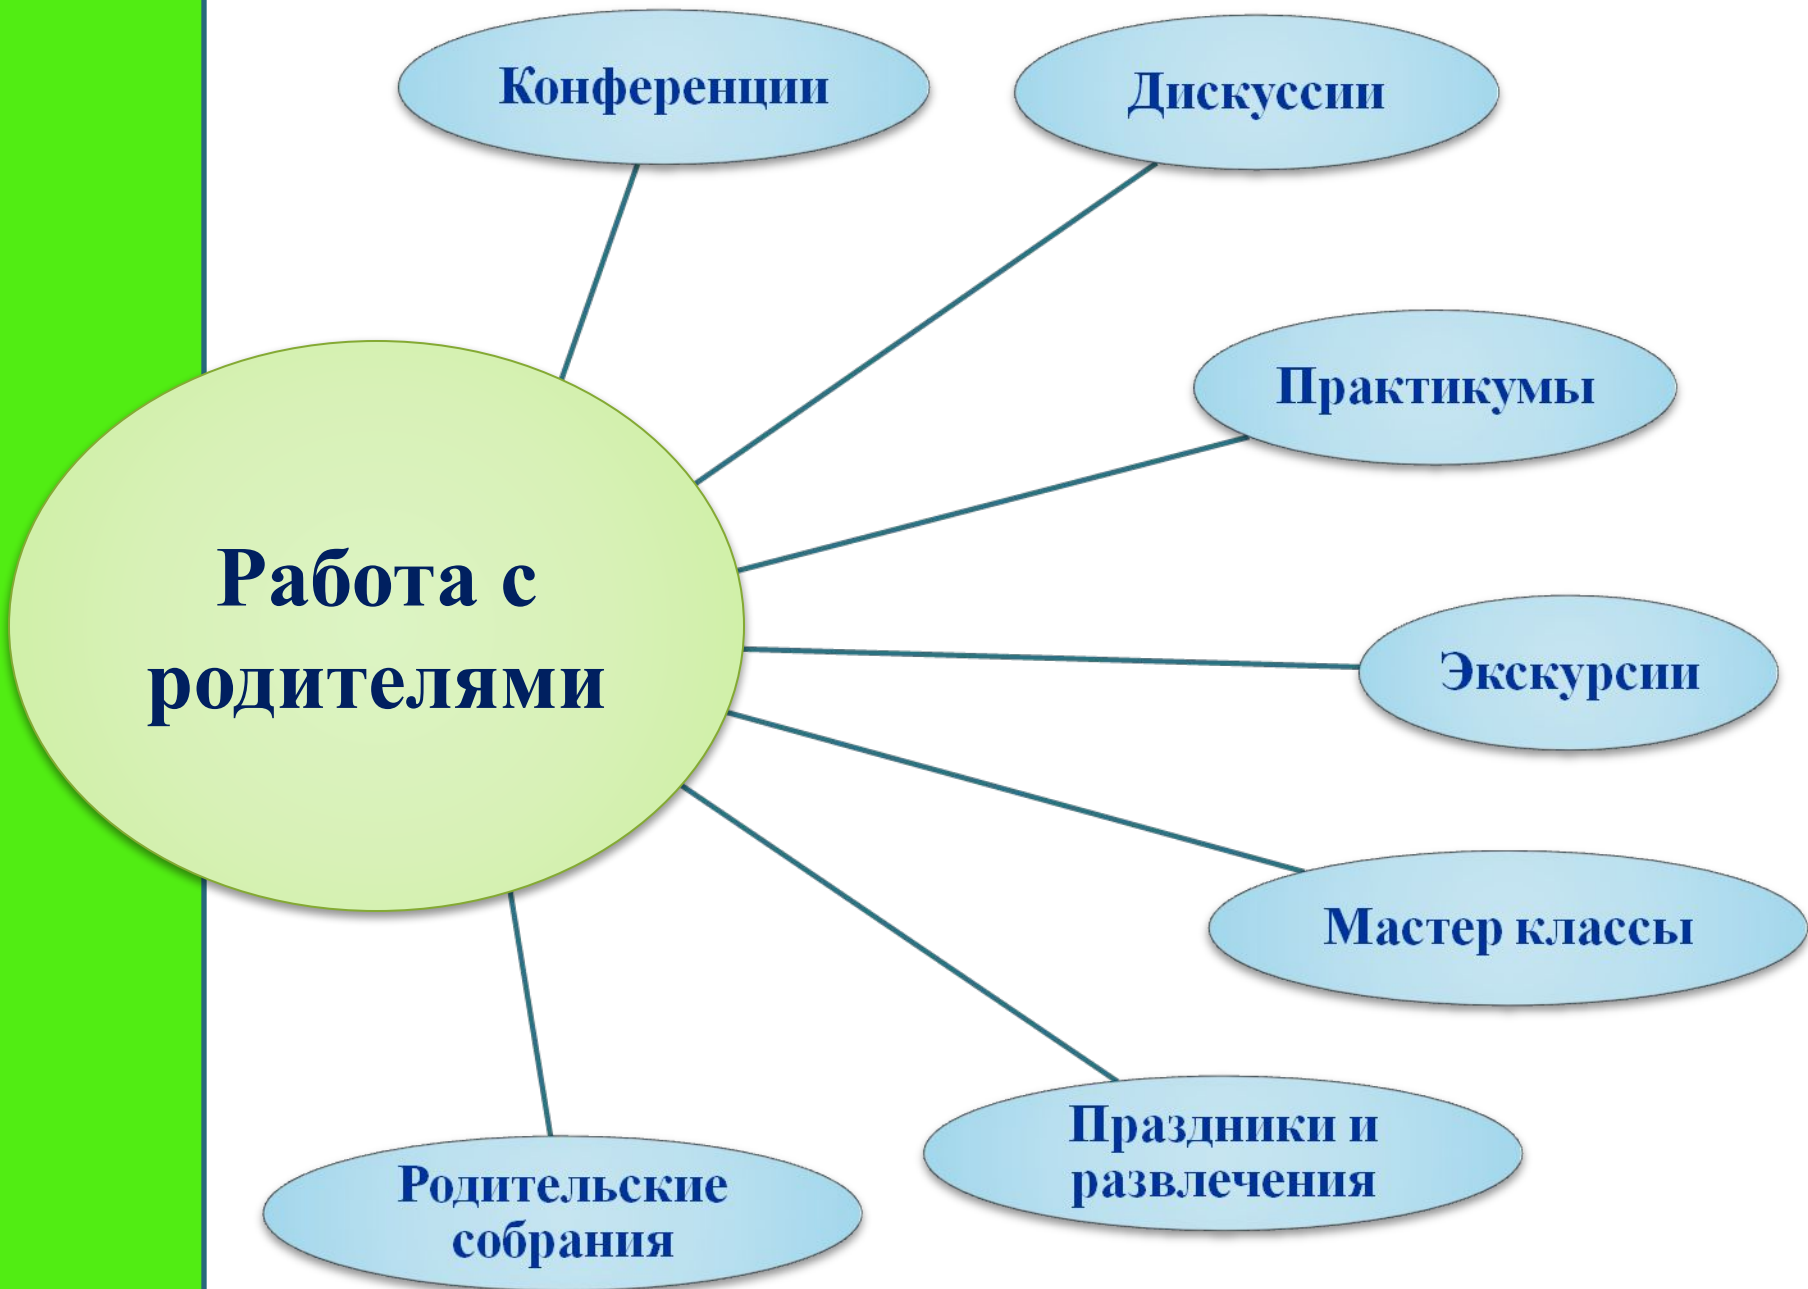 Конференции
Дискуссии
Практикумы
Работа с
родителями
Экскурсии
Мастер классы
Праздники и
развлечения
Родительские
собрания